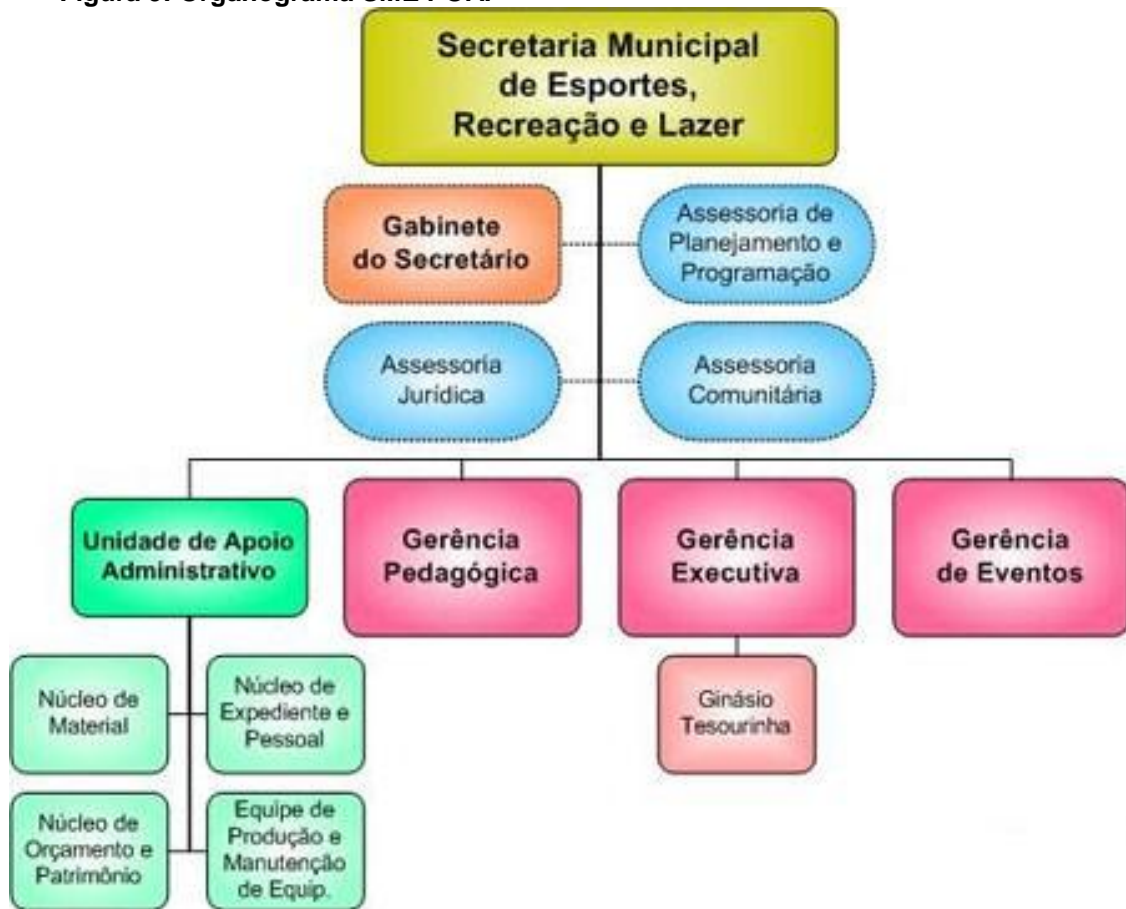 Secretaria Municipal
de Esportes,
Recreação e Lazer
Gabinete
do Secretário
Assessoria de
Planejamento e
Programação
Assessoria
Jurídica
Assessoria
Comunitária
Unidade de Apoio
Administrativo
Gerência
Pedagógica
Gerência
Executiva
Gerência
de Eventos
Núcleo de
Material
Núcleo de
Expediente e
Pessoal
Ginásio
Tesourinha
Núcleo de
Orçamento e
Patrimônio
Equipe de
Produção e
Manutenção
de Equip.